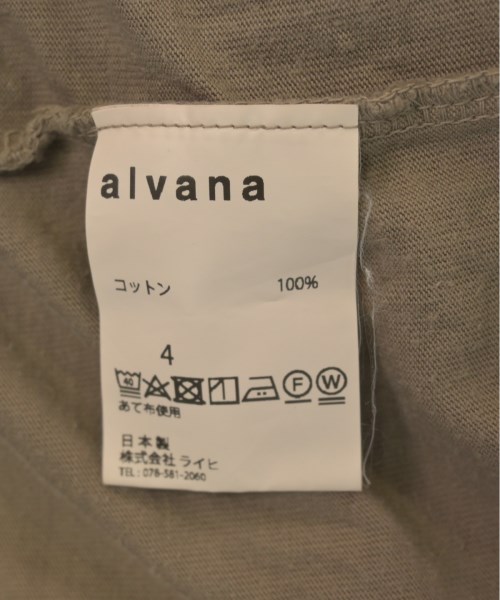 alvana
コットン 100%
4
40 F W
あて布使用
日本製
株式会社 ライヒ
TEL: 078-581-2060